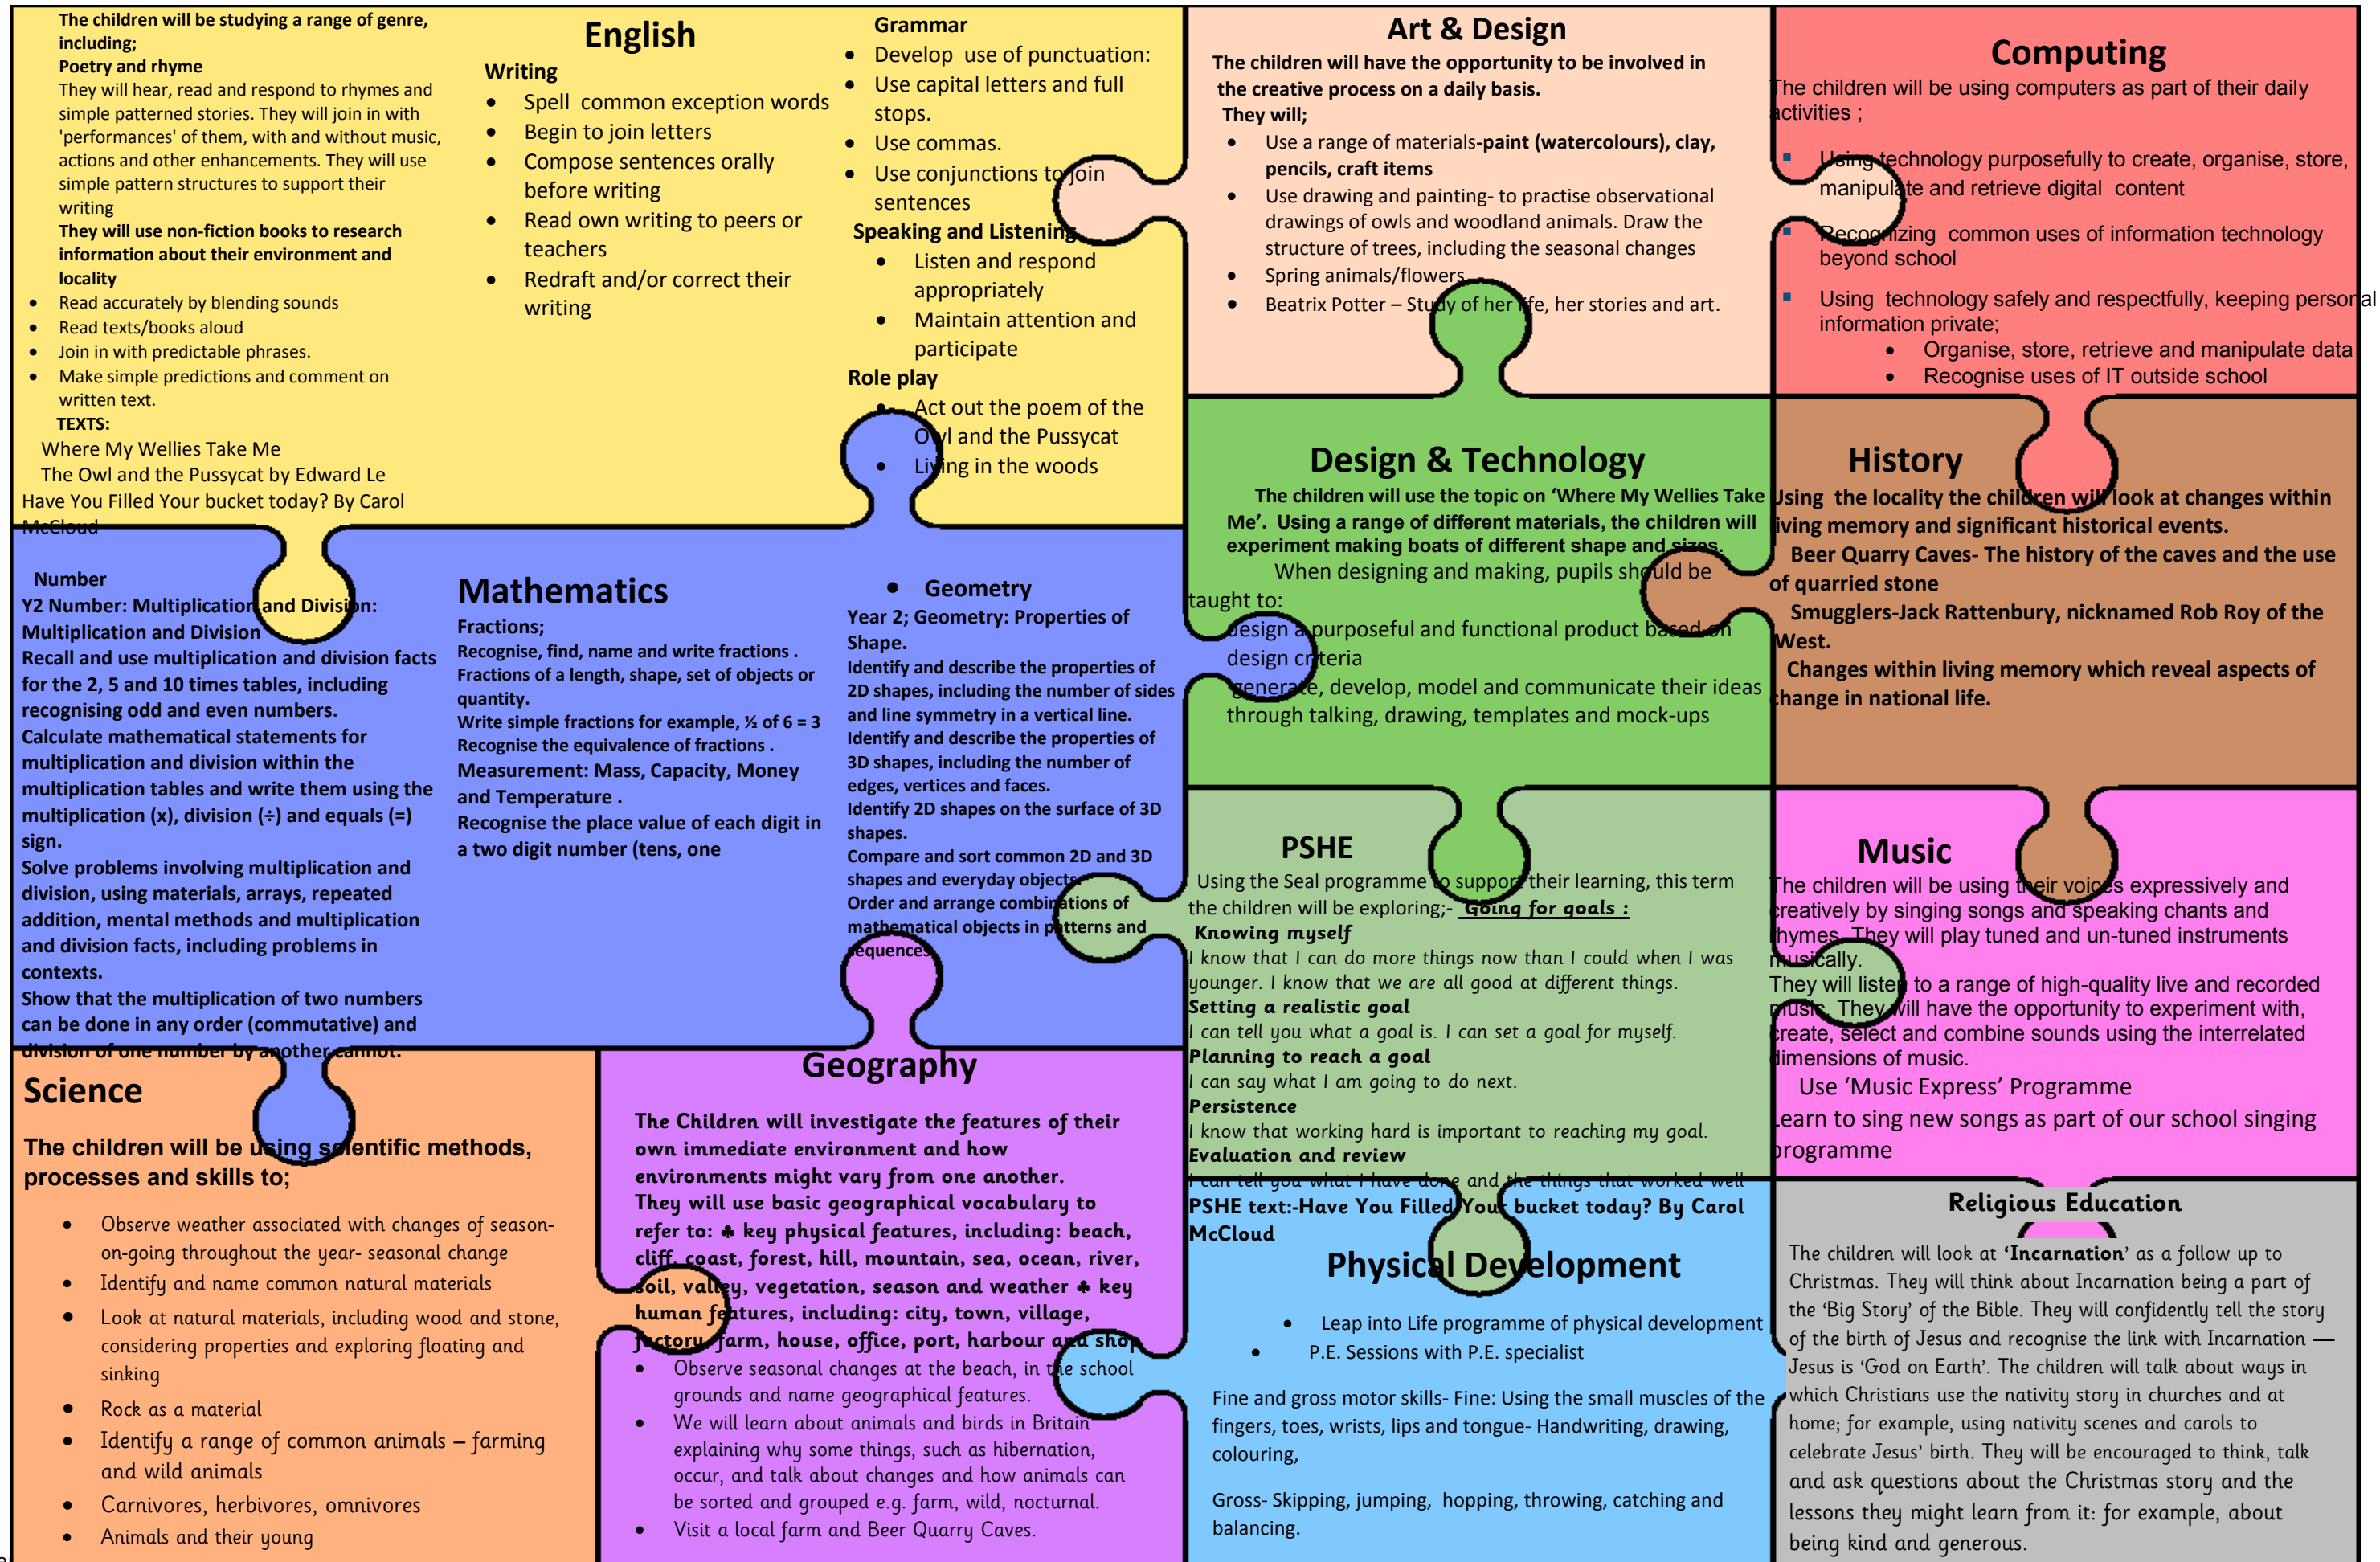 The children will be studying a range of genre,
including;
Poetry and rhyme
They will hear, read and respond to rhymes and
simple patterned stories. They will join in with
'performances' of them, with and without music,
actions and other enhancements. They will use
simple pattern structures to support their
writing
They will use non-fiction books to research
information about their environment and
locality
• Read accurately by blending sounds
• Read texts/books aloud
• Join in with predictable phrases.
• Make simple predictions and comment on
written text.
TEXTS:
Where My Wellies Take Me
The Owl and the Pussycat by Edward Le
Have You Filled Your bucket today? By Carol
McCloud
English
Writing
• Spell common exception words
• Begin to join letters
• Compose sentences orally
before writing
• Read own writing to peers or
teachers
• Redraft and/or correct their
writing
Grammar
• Develop use of punctuation:
• Use capital letters and full
stops.
• Use commas.
• Use conjunctions to join
sentences
Speaking and Listening
• Listen and respond
appropriately
• Maintain attention and
participate
Role play
• Act out the poem of the
Owl and the Pussycat
• Living in the woods
Art & Design
The children will have the opportunity to be involved in
the creative process on a daily basis.
They will;
• Use a range of materials-paint (watercolours), clay,
pencils, craft items
• Use drawing and painting- to practise observational
drawings of owls and woodland animals. Draw the
structure of trees, including the seasonal changes
• Spring animals/flowers
• Beatrix Potter – Study of her life, her stories and art.
Computing
The children will be using computers as part of their daily
activities ;
▪ Using technology purposefully to create, organise, store,
manipulate and retrieve digital content
▪ Recognizing common uses of information technology
beyond school
▪ Using technology safely and respectfully, keeping personal
information private;
• Organise, store, retrieve and manipulate data
• Recognise uses of IT outside school
Design & Technology
The children will use the topic on ‘Where My Wellies Take
Me’. Using a range of different materials, the children will
experiment making boats of different shape and sizes.
When designing and making, pupils should be
taught to:
design a purposeful and functional product based on
design criteria
generate, develop, model and communicate their ideas
through talking, drawing, templates and mock-ups
History
Using the locality the children will look at changes within
living memory and significant historical events.
Beer Quarry Caves- The history of the caves and the use
of quarried stone
Smugglers-Jack Rattenbury, nicknamed Rob Roy of the
West.
Changes within living memory which reveal aspects of
change in national life.
Number
Y2 Number: Multiplication and Division:
Multiplication and Division
Recall and use multiplication and division facts
for the 2, 5 and 10 times tables, including
recognising odd and even numbers.
Calculate mathematical statements for
multiplication and division within the
multiplication tables and write them using the
multiplication (x), division (÷) and equals (=)
sign.
Solve problems involving multiplication and
division, using materials, arrays, repeated
addition, mental methods and multiplication
and division facts, including problems in
contexts.
Show that the multiplication of two numbers
can be done in any order (commutative) and
division of one number by another cannot.
Mathematics
Fractions;
Recognise, find, name and write fractions .
Fractions of a length, shape, set of objects or
quantity.
Write simple fractions for example, ½ of 6 = 3
Recognise the equivalence of fractions .
Measurement: Mass, Capacity, Money
and Temperature .
Recognise the place value of each digit in
a two digit number (tens, one
• Geometry
Year 2; Geometry: Properties of
Shape.
Identify and describe the properties of
2D shapes, including the number of sides
and line symmetry in a vertical line.
Identify and describe the properties of
3D shapes, including the number of
edges, vertices and faces.
Identify 2D shapes on the surface of 3D
shapes.
Compare and sort common 2D and 3D
shapes and everyday objects.
Order and arrange combinations of
mathematical objects in patterns and
sequences
PSHE
Using the Seal programme to support their learning, this term
the children will be exploring;- Going for goals :
Knowing myself
I know that I can do more things now than I could when I was
younger. I know that we are all good at different things.
Setting a realistic goal
I can tell you what a goal is. I can set a goal for myself.
Planning to reach a goal
I can say what I am going to do next.
Persistence
I know that working hard is important to reaching my goal.
Evaluation and review
I can tell you what I have done and the things that worked well
PSHE text:-Have You Filled Your bucket today? By Carol
McCloud
Music
The children will be using their voices expressively and
creatively by singing songs and speaking chants and
rhymes. They will play tuned and un-tuned instruments
musically.
They will listen to a range of high-quality live and recorded
music. They will have the opportunity to experiment with,
create, select and combine sounds using the interrelated
dimensions of music.
Use ‘Music Express’ Programme
Learn to sing new songs as part of our school singing
programme
Science
The children will be using scientific methods,
processes and skills to;
• Observe weather associated with changes of season-
on-going throughout the year- seasonal change
• Identify and name common natural materials
• Look at natural materials, including wood and stone,
considering properties and exploring floating and
sinking
• Rock as a material
• Identify a range of common animals – farming
and wild animals
• Carnivores, herbivores, omnivores
• Animals and their young
Geography
The Children will investigate the features of their
own immediate environment and how
environments might vary from one another.
They will use basic geographical vocabulary to
refer to: ♣ key physical features, including: beach,
cliff, coast, forest, hill, mountain, sea, ocean, river,
soil, valley, vegetation, season and weather ♣ key
human features, including: city, town, village,
factory, farm, house, office, port, harbour and shop
• Observe seasonal changes at the beach, in the school
grounds and name geographical features.
• We will learn about animals and birds in Britain
explaining why some things, such as hibernation,
occur, and talk about changes and how animals can
be sorted and grouped e.g. farm, wild, nocturnal.
• Visit a local farm and Beer Quarry Caves.
Physical Development
• Leap into Life programme of physical development
• P.E. Sessions with P.E. specialist
Fine and gross motor skills- Fine: Using the small muscles of the
fingers, toes, wrists, lips and tongue- Handwriting, drawing,
colouring,
Gross- Skipping, jumping, hopping, throwing, catching and
balancing.
Religious Education
The children will look at ‘Incarnation’ as a follow up to
Christmas. They will think about Incarnation being a part of
the ‘Big Story’ of the Bible. They will confidently tell the story
of the birth of Jesus and recognise the link with Incarnation —
Jesus is ‘God on Earth’. The children will talk about ways in
which Christians use the nativity story in churches and at
home; for example, using nativity scenes and carols to
celebrate Jesus’ birth. They will be encouraged to think, talk
and ask questions about the Christmas story and the
lessons they might learn from it: for example, about
being kind and generous.